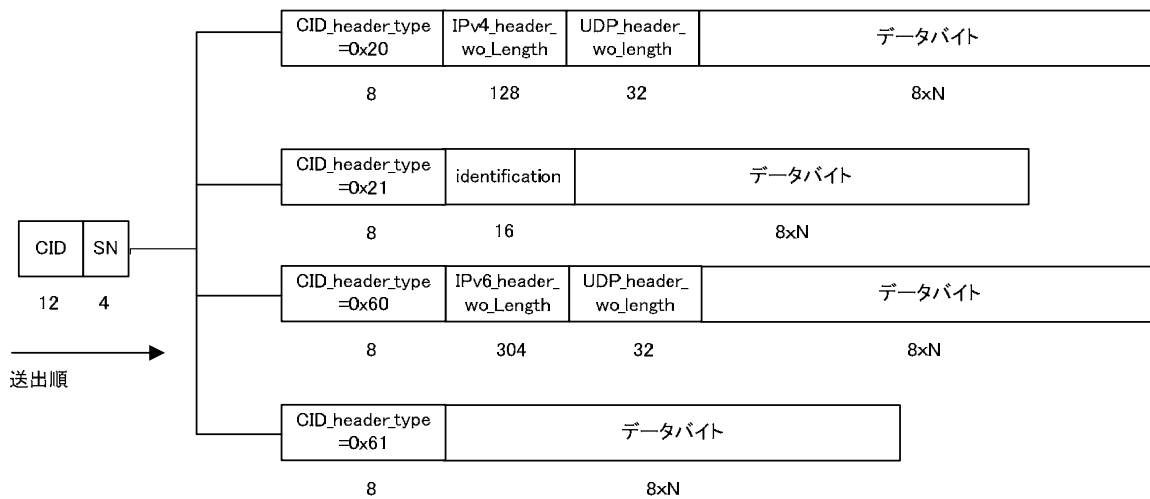 CID_header_type
=0x20
IPv4_header_
wo_Length
UDP_header_
wo_length
データバイト
8
128
32
8xN
CID_header_type
=0x21
identification
データバイト
8
16
8xN
CID
SN
12
4
送出順
CID_header_type
=0x60
IPv6_header_
wo_Length
UDP_header_
wo_length
データバイト
8
304
32
8xN
CID_header_type
=0x61
データバイト
8
8xN